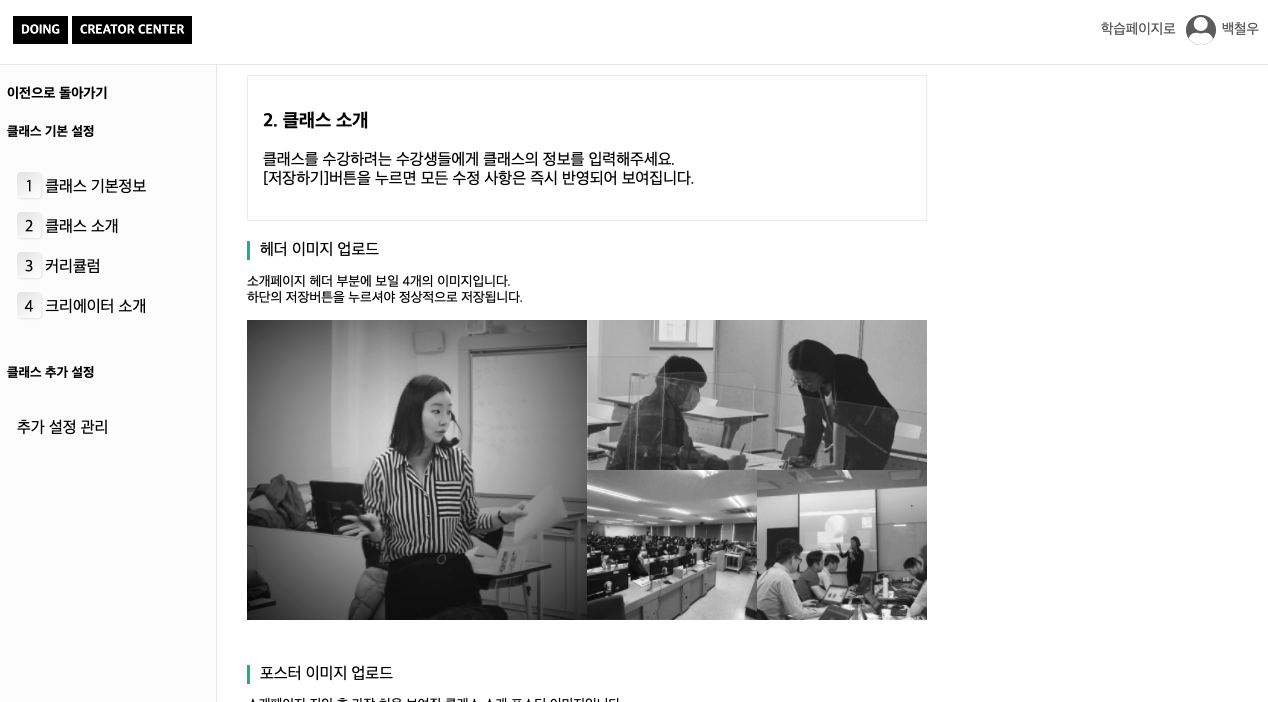 DOING CREATOR CENTER
학습페이지로 백철우
이전으로 돌아가기
클래스 기본 설정
1 클래스 기본정보
2 클래스 소개
3 커리큘럼
4 크리에이터 소개
클래스 추가 설정
추가 설정 관리
2. 클래스 소개
클래스를 수강하려는 수강생들에게 클래스의 정보를 입력해주세요.
[저장하기]버튼을 누르면 모든 수정 사항은 즉시 반영되어 보여집니다.
헤더 이미지 업로드
소개페이지 헤더 부분에 보일 4개의 이미지입니다.
하단의 저장버튼을 누르셔야 정상적으로 저장됩니다.
포스터 이미지 업로드